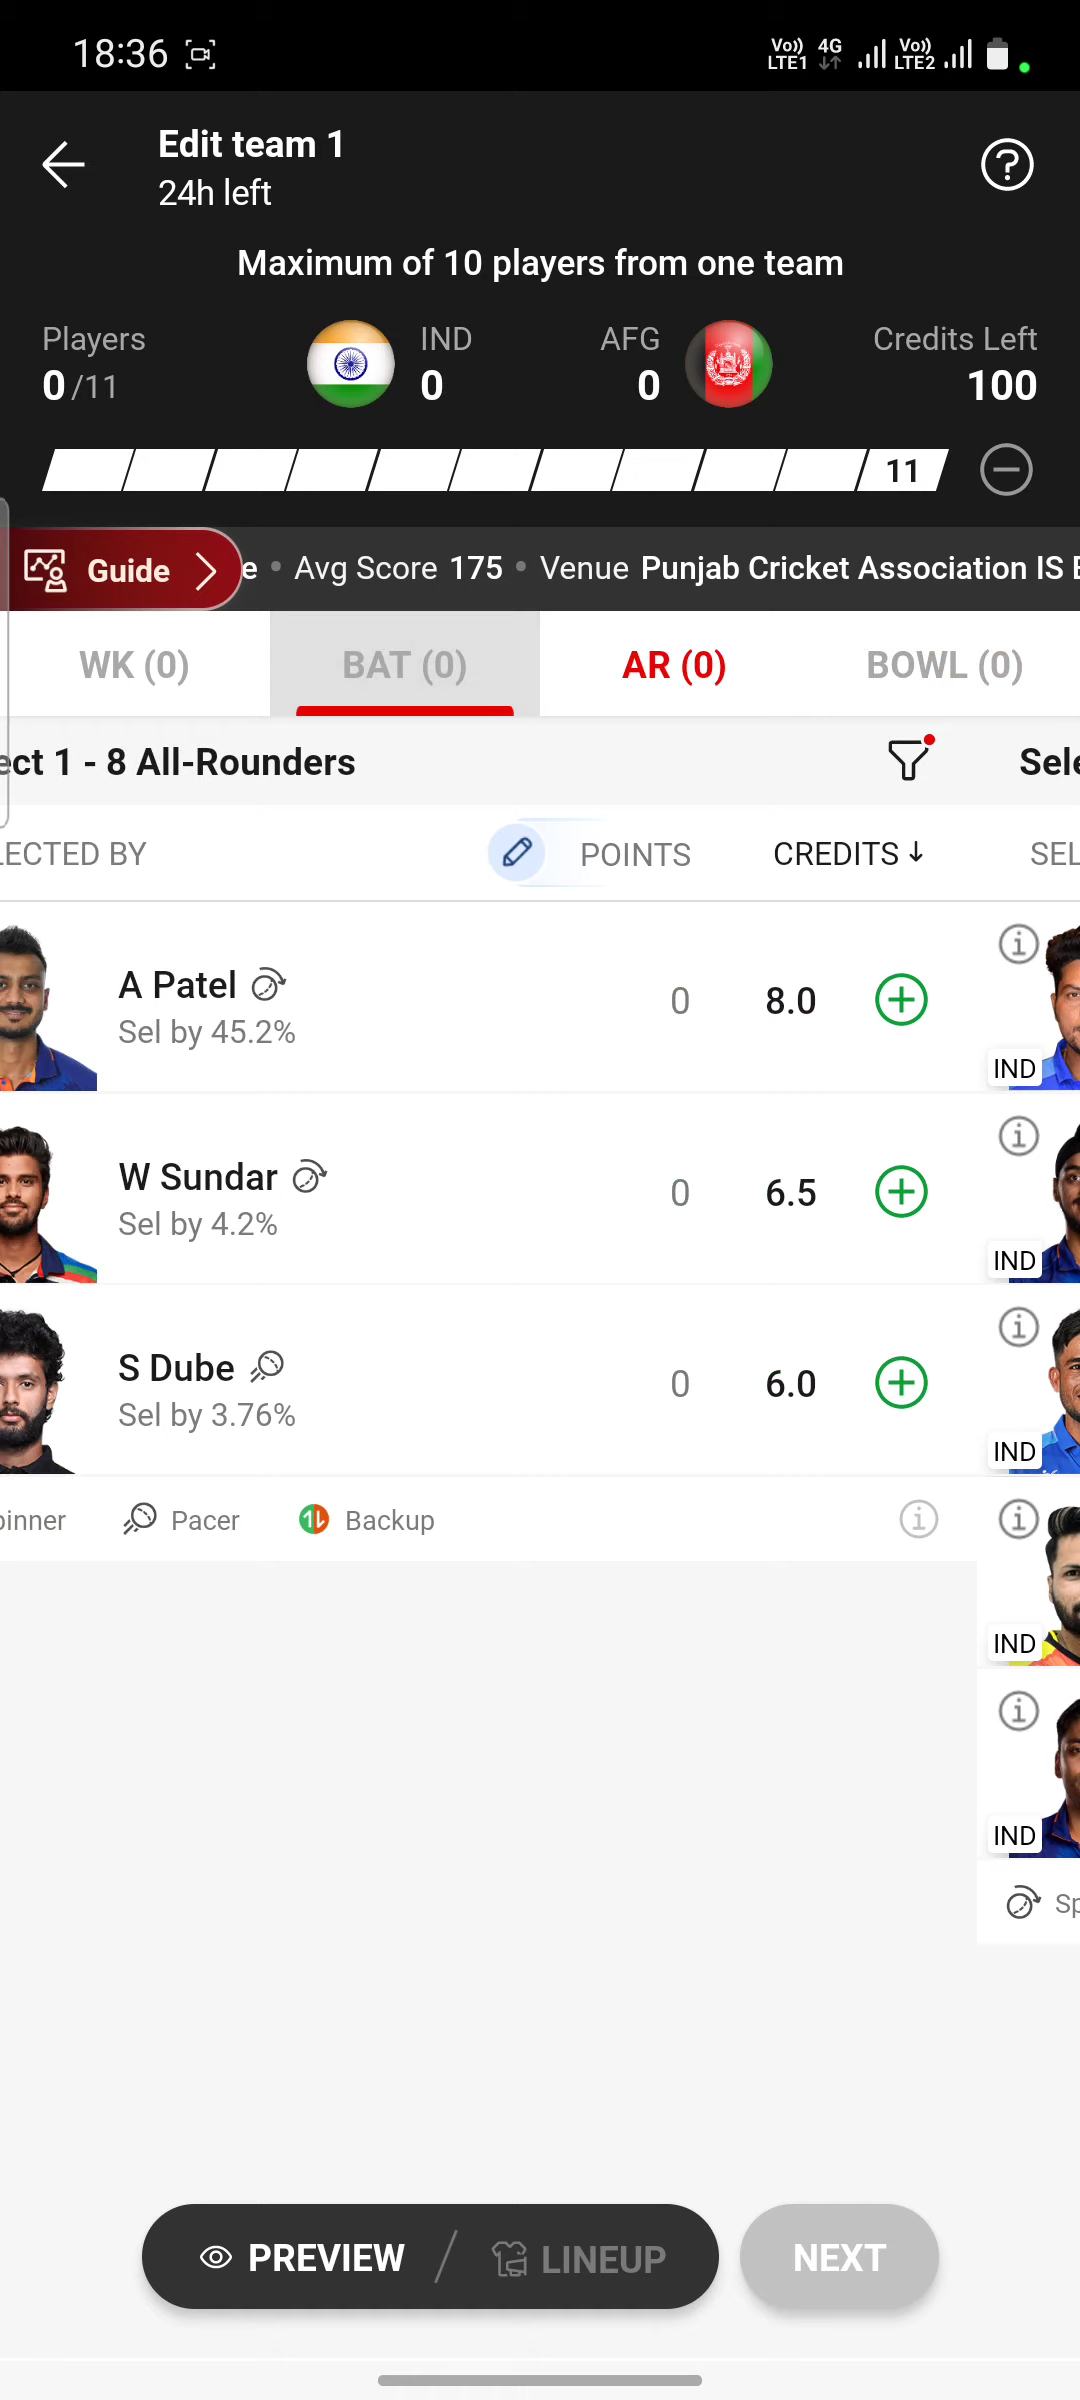 18:36 Vo)) LTE1 4G Vo)) LTE2
Edit team 1
24h left
Maximum of 10 players from one team
Players IND AFG Credits Left
0/11 0 0 100
11
Guide e • Avg Score 175 • Venue Punjab Cricket Association IS B
WK (0) BAT (0) AR (0) BOWL (0)
ect 1 - 8 All-Rounders Sele
LECTED BY POINTS CREDITS ↓ SEL
A Patel 0 8.0
Sel by 45.2%
IND
W Sundar 0 6.5
Sel by 4.2%
IND
S Dube 0 6.0
Sel by 3.76%
IND
pinner Pacer Backup
IND
IND
Sp
PREVIEW LINEUP NEXT